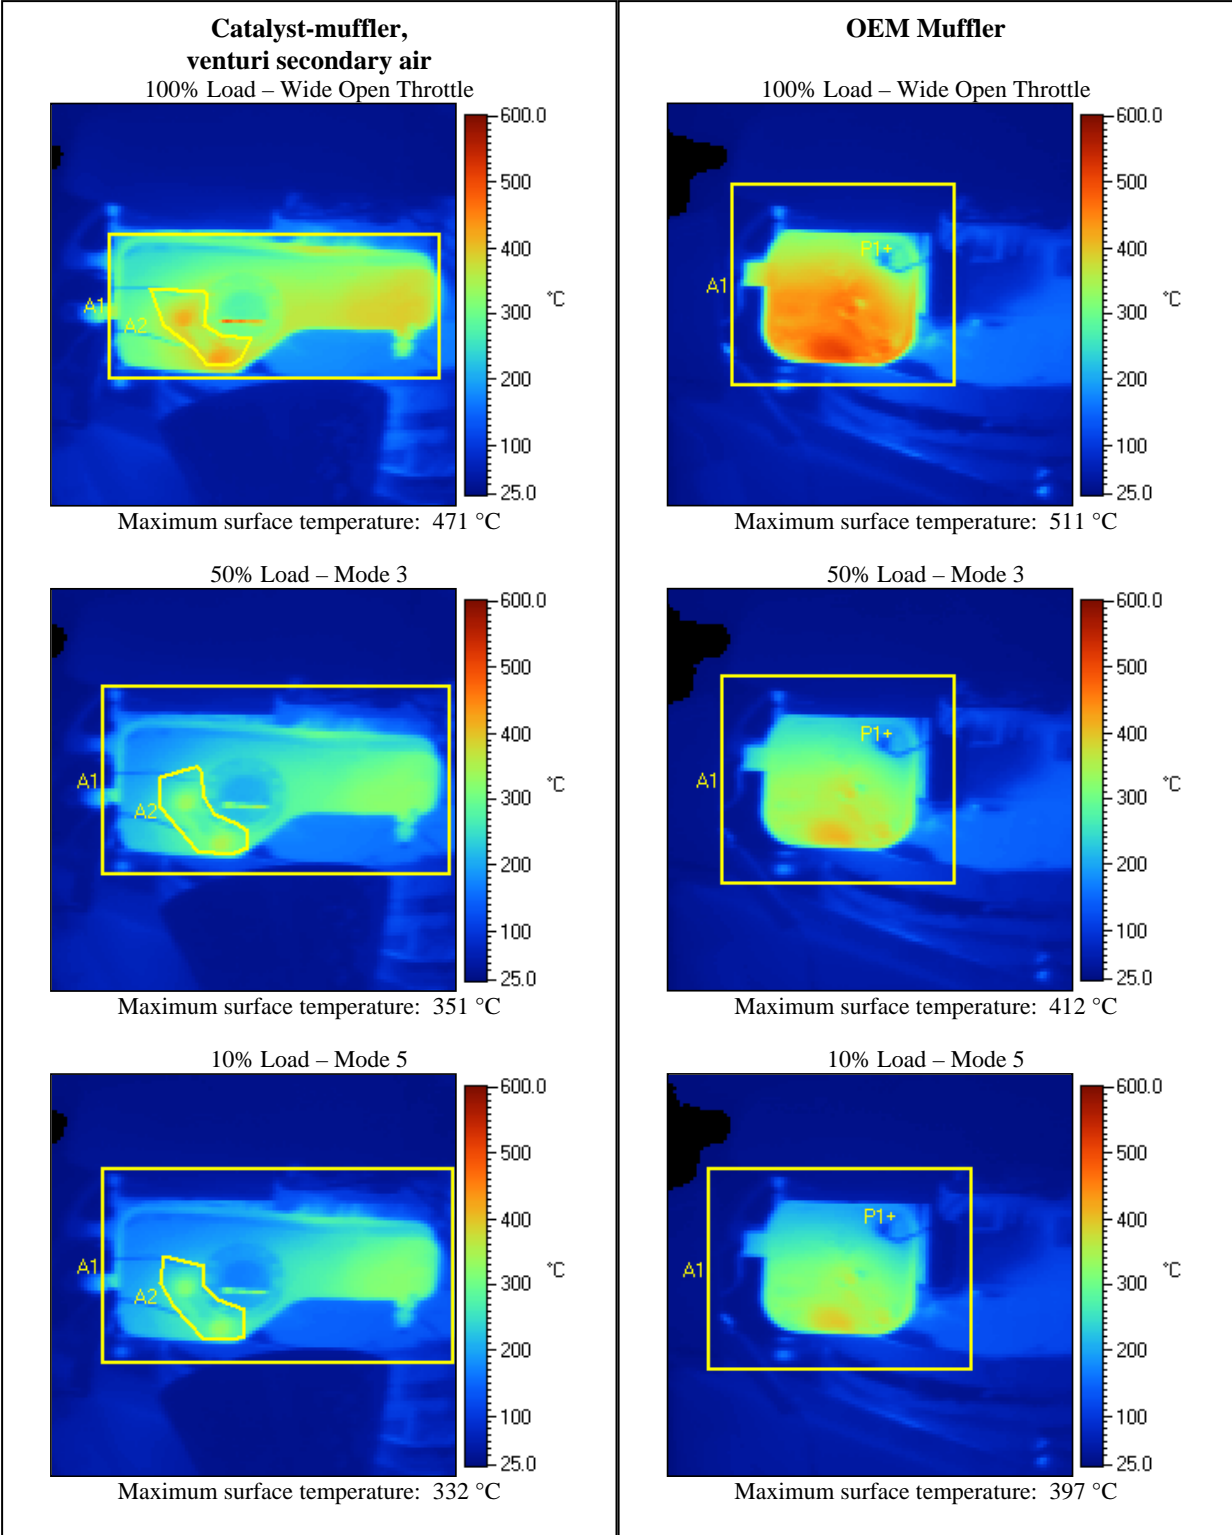 Catalyst-muffler,
venturi secondary air
100% Load – Wide Open Throttle
A1
A2
600.0
500
400
300
200
100
25.0
°C
Maximum surface temperature: 471 °C
50% Load – Mode 3
A1
A2
600.0
500
400
300
200
100
25.0
°C
Maximum surface temperature: 351 °C
10% Load – Mode 5
A1
A2
600.0
500
400
300
200
100
25.0
°C
Maximum surface temperature: 332 °C
OEM Muffler
100% Load – Wide Open Throttle
P1+
A1
600.0
500
400
300
200
100
25.0
°C
Maximum surface temperature: 511 °C
50% Load – Mode 3
P1+
A1
600.0
500
400
300
200
100
25.0
°C
Maximum surface temperature: 412 °C
10% Load – Mode 5
P1+
A1
600.0
500
400
300
200
100
25.0
°C
Maximum surface temperature: 397 °C